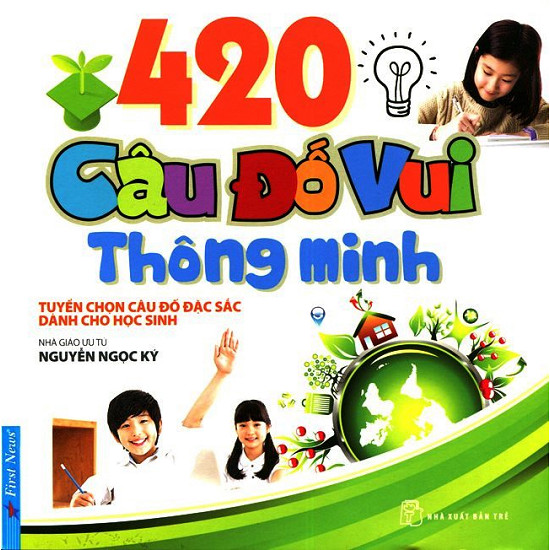 420
Câu Đố Vui
Thông minh
TUYỂN CHỌN CÂU ĐỐ ĐẶC SẮC
DÀNH CHO HỌC SINH
NHÀ GIÁO ƯU TÚ
NGUYỄN NGỌC KÝ
First News
NHÀ XUẤT BẢN TRẺ